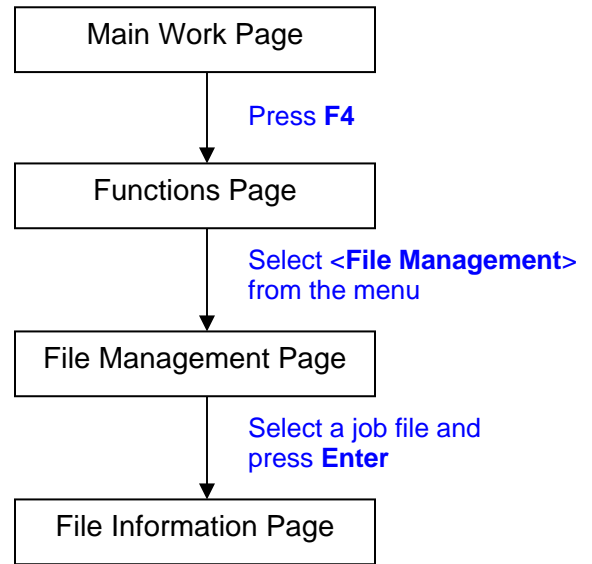 Main Work Page
Press F4
Functions Page
Select <File Management>
from the menu
File Management Page
Select a job file and
press Enter
File Information Page